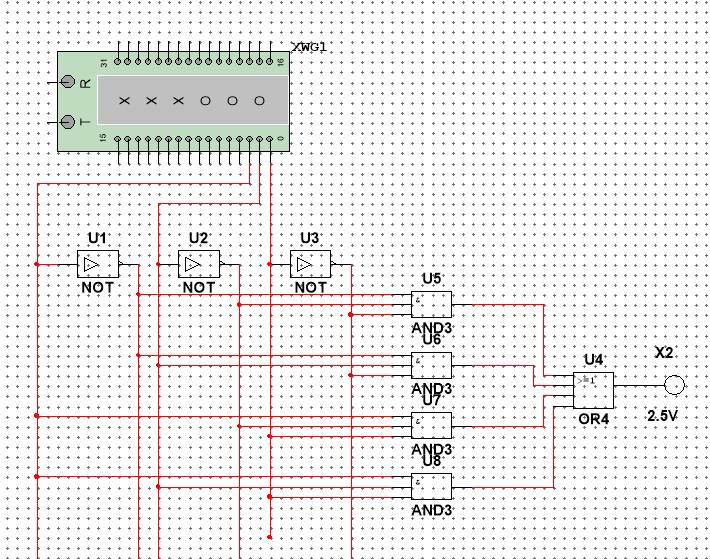 XWG1
31
16
R
X X X O O O
T
15
0
U1
U2
U3
NOT
NOT
NOT
U5
&
AND3
U6
&
AND3
U7
&
AND3
U8
&
AND3
U4
>=1
OR4
X2
2.5V